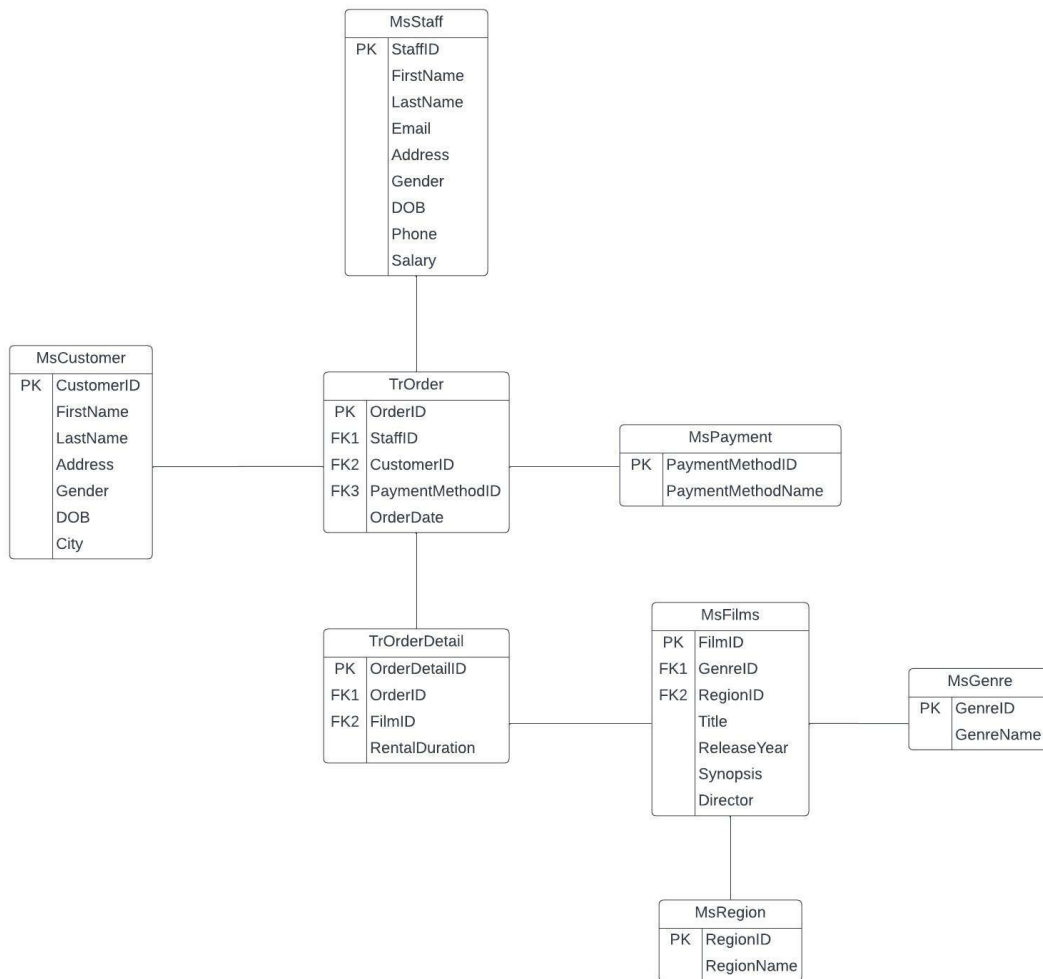 MsStaff
PK StaffID
FirstName
LastName
Email
Address
Gender
DOB
Phone
Salary
MsCustomer
PK CustomerID
FirstName
LastName
Address
Gender
DOB
City
TrOrder
PK OrderID
FK1 StaffID
FK2 CustomerID
FK3 PaymentMethodID
OrderDate
MsPayment
PK PaymentMethodID
PaymentMethodName
TrOrderDetail
PK OrderDetailID
FK1 OrderID
FK2 FilmID
RentalDuration
MsFilms
PK FilmID
FK1 GenreID
FK2 RegionID
Title
ReleaseYear
Synopsis
Director
MsGenre
PK GenreID
GenreName
MsRegion
PK RegionID
RegionName